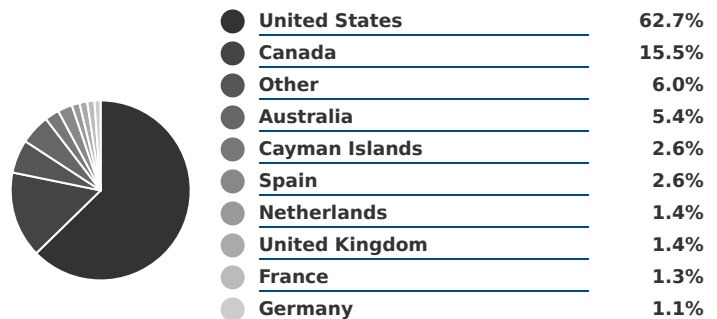 United States 62.7%
Canada 15.5%
Other 6.0%
Australia 5.4%
Cayman Islands 2.6%
Spain 2.6%
Netherlands 1.4%
United Kingdom 1.4%
France 1.3%
Germany 1.1%